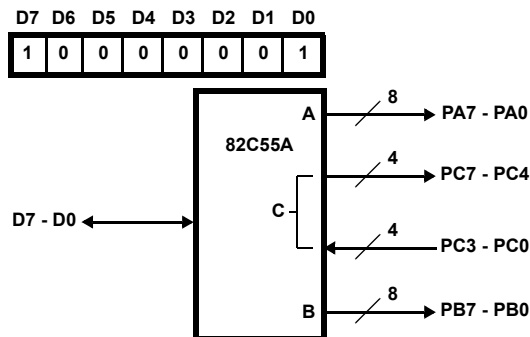 D7 D6 D5 D4 D3 D2 D1 D0
1 0 0 0 0 0 0 1
A 8 PA7 - PA0
82C55A
4 PC7 - PC4
C
D7 - D0
4 PC3 - PC0
B 8 PB7 - PB0